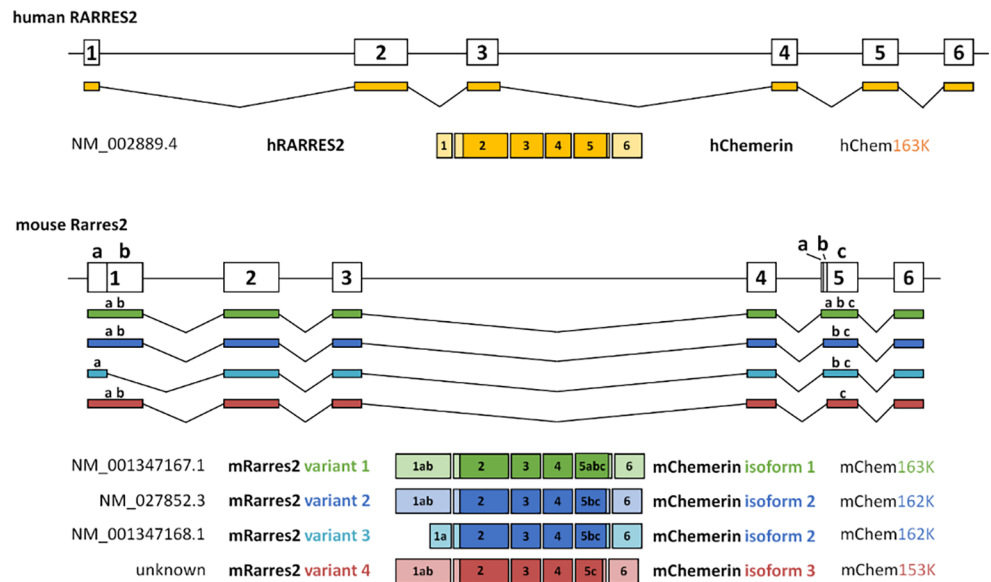 human RARRES2
1 2 3 4 5 6
NM_002889.4 hRARRES2 1 2 3 4 5 6 hChemerin hChem163K
mouse Rarres2
a b a b c
1 2 3 4 5 6
a b a b c
a b b c
a b c
a b c
NM_001347167.1 mRarres2 variant 1 1ab 2 3 4 5abc 6 mChemerin isoform 1 mChem163K
NM_027852.3 mRarres2 variant 2 1ab 2 3 4 5bc 6 mChemerin isoform 2 mChem162K
NM_001347168.1 mRarres2 variant 3 1a 2 3 4 5bc 6 mChemerin isoform 2 mChem162K
unknown mRarres2 variant 4 1ab 2 3 4 5c 6 mChemerin isoform 3 mChem153K